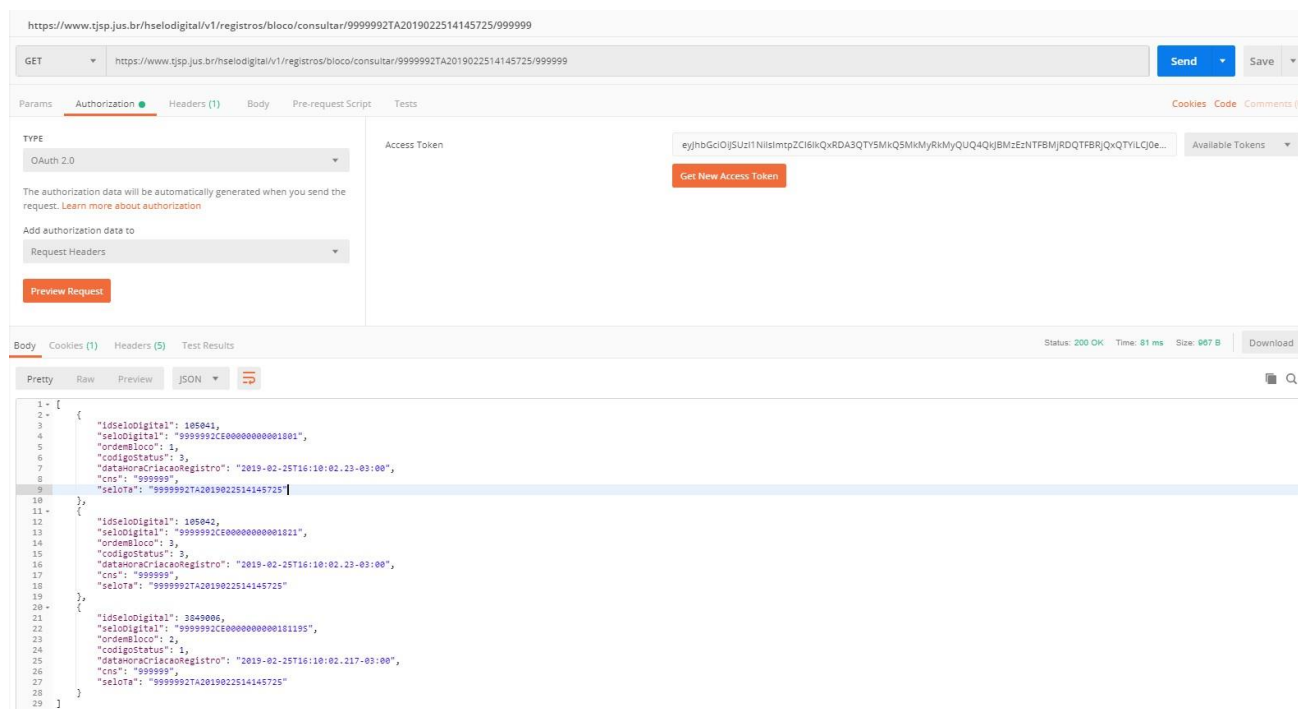 https://www.tjsp.jus.br/hselodigital/v1/registros/bloco/consultar/9999992TA2019022514145725/999999
GET https://www.tjsp.jus.br/hselodigital/v1/registros/bloco/consultar/9999992TA2019022514145725/999999 Send Save
Params Authorization Headers (1) Body Pre-request Script Tests Cookies Code Comments (
TYPE
OAuth 2.0
The authorization data will be automatically generated when you send the
request. Learn more about authorization
Add authorization data to
Request Headers
Preview Request
Access Token Available Tokens
Get New Access Token
Body Cookies (1) Headers (5) Test Results Status: 200 OK Time: 81 ms Size: 967 B Download
Pretty Raw Preview JSON
1 [
2 {
3 "idSeloDigital": 105041,
4 "seloDigital": "9999992CE00000000001801",
5 "ordemBloco": 1,
6 "codigoStatus": 3,
7 "dataHoraCriacaoRegistro": "2019-02-25T16:10:02.23-03:00",
8 "cns": "999999",
9 "seloTa": "9999992TA2019022514145725"
10 },
11 {
12 "idSeloDigital": 105042,
13 "seloDigital": "9999992CE00000000001821",
14 "ordemBloco": 3,
15 "codigoStatus": 3,
16 "dataHoraCriacaoRegistro": "2019-02-25T16:10:02.23-03:00",
17 "cns": "999999",
18 "seloTa": "9999992TA2019022514145725"
19 },
20 {
21 "idSeloDigital": 3849006,
22 "seloDigital": "9999992CE000000000181195",
23 "ordemBloco": 2,
24 "codigoStatus": 1,
25 "dataHoraCriacaoRegistro": "2019-02-25T16:10:02.217-03:00",
26 "cns": "999999",
27 "seloTa": "9999992TA2019022514145725"
28 }
29 ]